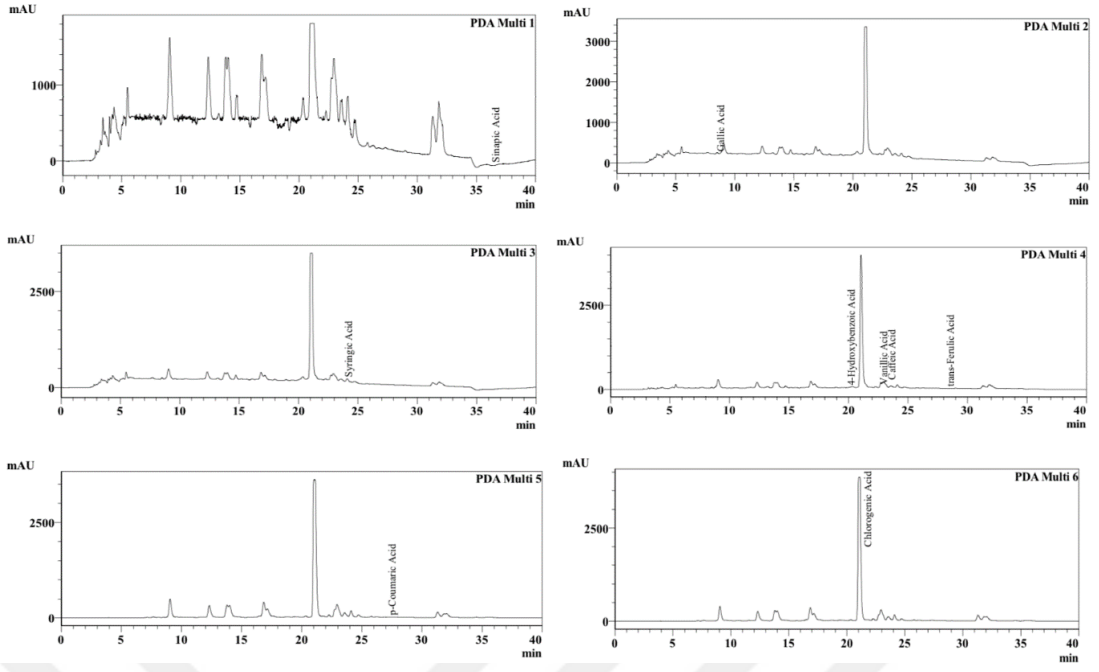 mAU
PDA Multi 1
1000
0
Sinapic Acid
0 5 10 15 20 25 30 35 40
min
mAU
PDA Multi 2
3000
2000
1000
0
Gallic Acid
0 5 10 15 20 25 30 35 40
min
mAU
PDA Multi 3
2500
0
Syringic Acid
0 5 10 15 20 25 30 35 40
min
mAU
PDA Multi 4
2500
0
4-Hydroxybenzoic Acid
Vanillic Acid
Caffeic Acid
trans-Ferulic Acid
0 5 10 15 20 25 30 35 40
min
mAU
PDA Multi 5
2500
0
p-Coumaric Acid
0 5 10 15 20 25 30 35 40
min
mAU
PDA Multi 6
2500
0
Chlorogenic Acid
0 5 10 15 20 25 30 35 40
min